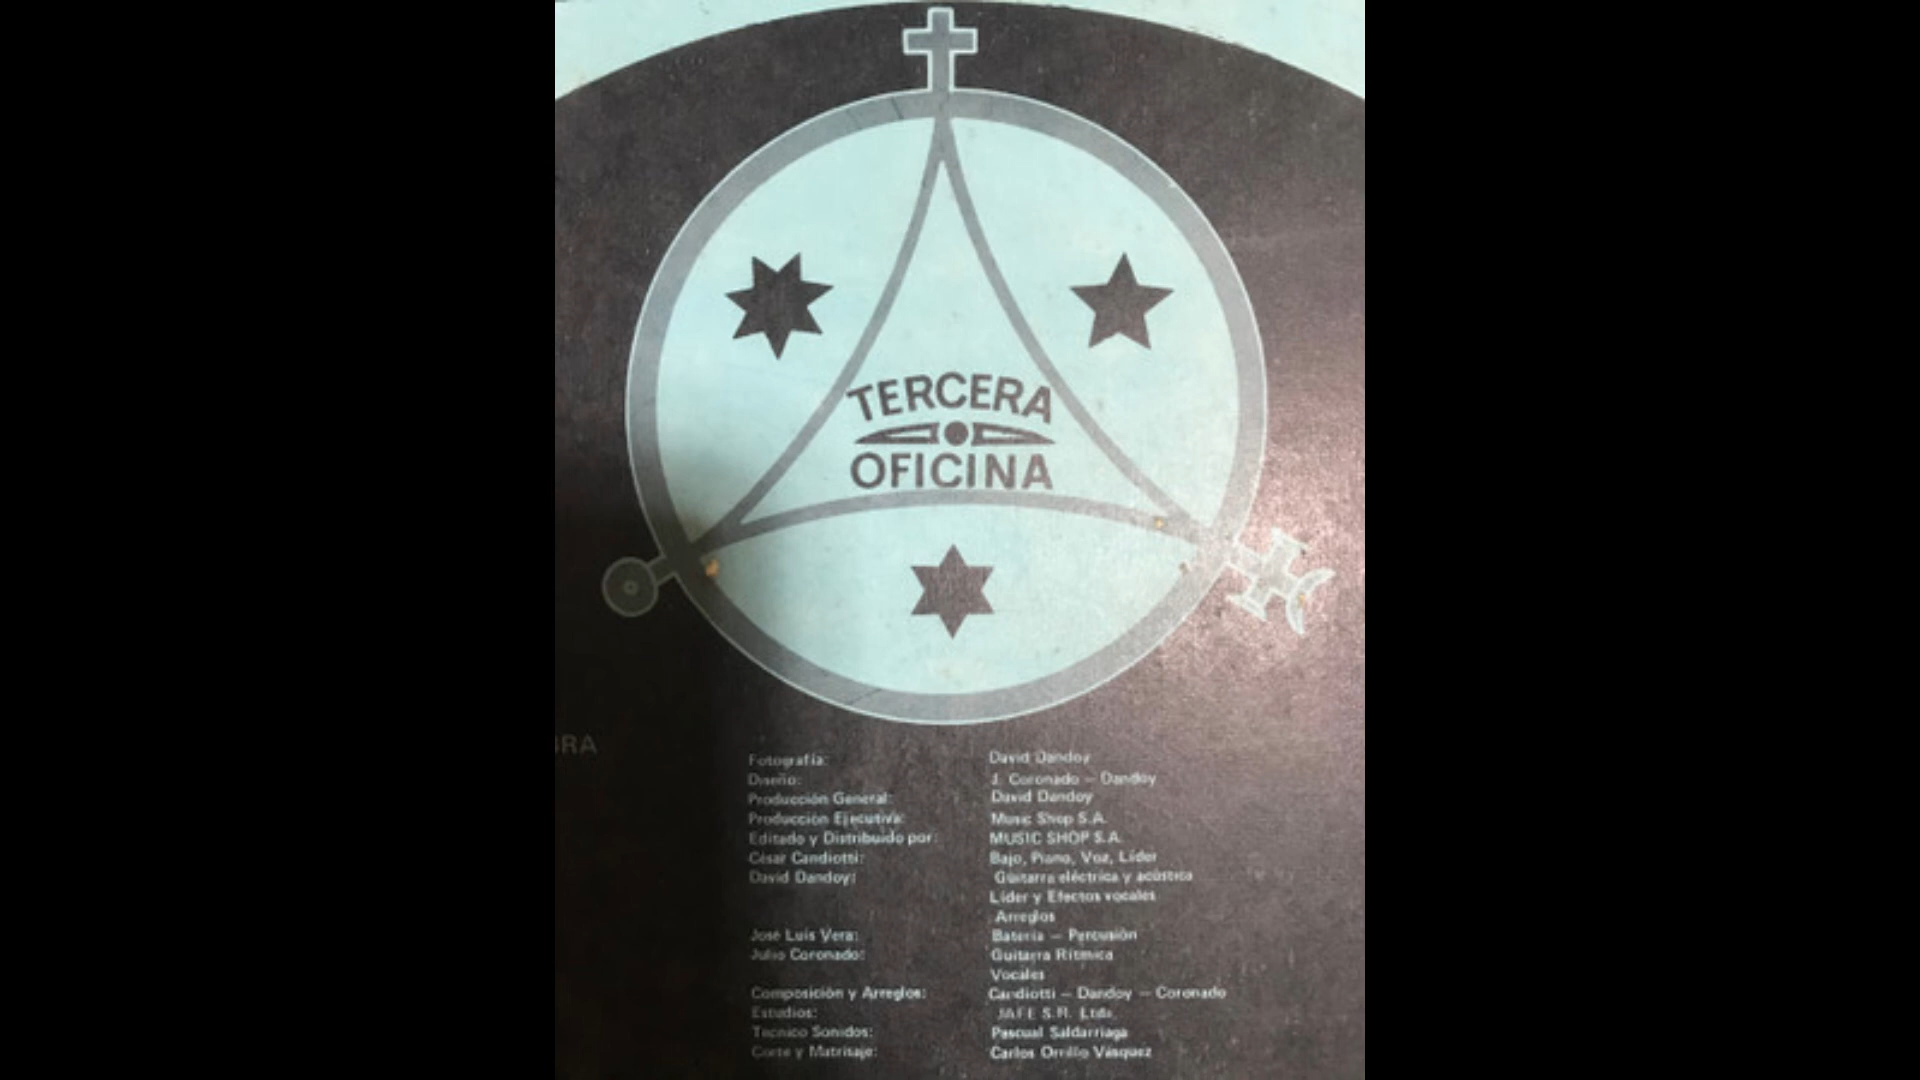 TERCERA
OFICINA
BRA
Fotografía: David Dandoy
Diseño: J. Coronado – Dandoy
Producción General: David Dandoy
Producción Ejecutiva: Music Shop S.A.
Editado y Distribuido por: MUSIC SHOP S.A.
César Candiotti: Bajo, Piano, Voz, Líder
David Dandoy: Guitarra eléctrica y acústica
Líder y Efectos vocales
Arreglos
José Luis Vera: Batería – Percusión
Julio Coronado: Guitarra Rítmica
Vocales
Composición y Arreglos: Candiotti – Dandoy – Coronado
Estudios: JAFE S.R. Ltda.
Tecnico Sonidos: Pascual Saldarriaga
Corte y Matrisaje: Carlos Orrillo Vásquez